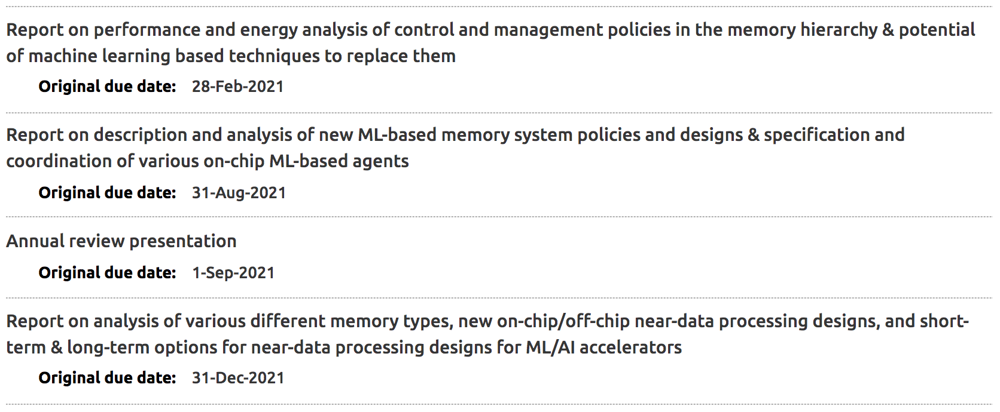 Report on performance and energy analysis of control and management policies in the memory hierarchy & potential
of machine learning based techniques to replace them
Original due date: 28-Feb-2021
Report on description and analysis of new ML-based memory system policies and designs & specification and
coordination of various on-chip ML-based agents
Original due date: 31-Aug-2021
Annual review presentation
Original due date: 1-Sep-2021
Report on analysis of various different memory types, new on-chip/off-chip near-data processing designs, and short-
term & long-term options for near-data processing designs for ML/AI accelerators
Original due date: 31-Dec-2021